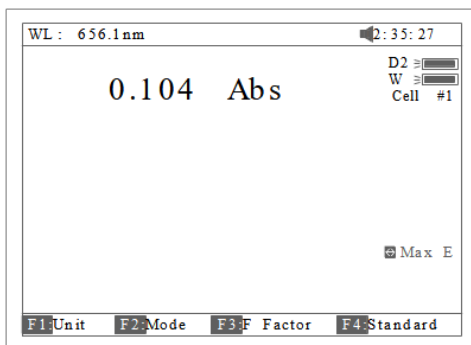 WL: 656.1nm 2:35:27
0.104 Abs
D2
W
Cell #1
Max E
F1:Unit F2:Mode F3:F Factor F4:Standard